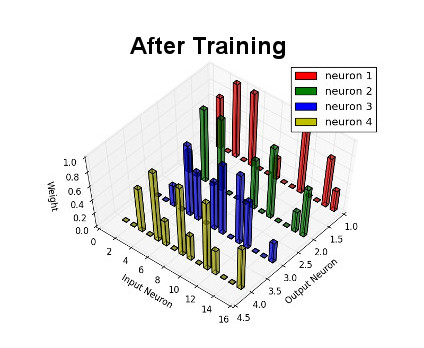 After Training
neuron 1
neuron 2
neuron 3
neuron 4
Weight
1.0
0.8
0.6
0.4
0.2
0.0
0
2
4
6
8
10
12
14
16
Input Neuron
1.0
1.5
2.0
2.5
3.0
3.5
4.0
4.5
Output Neuron